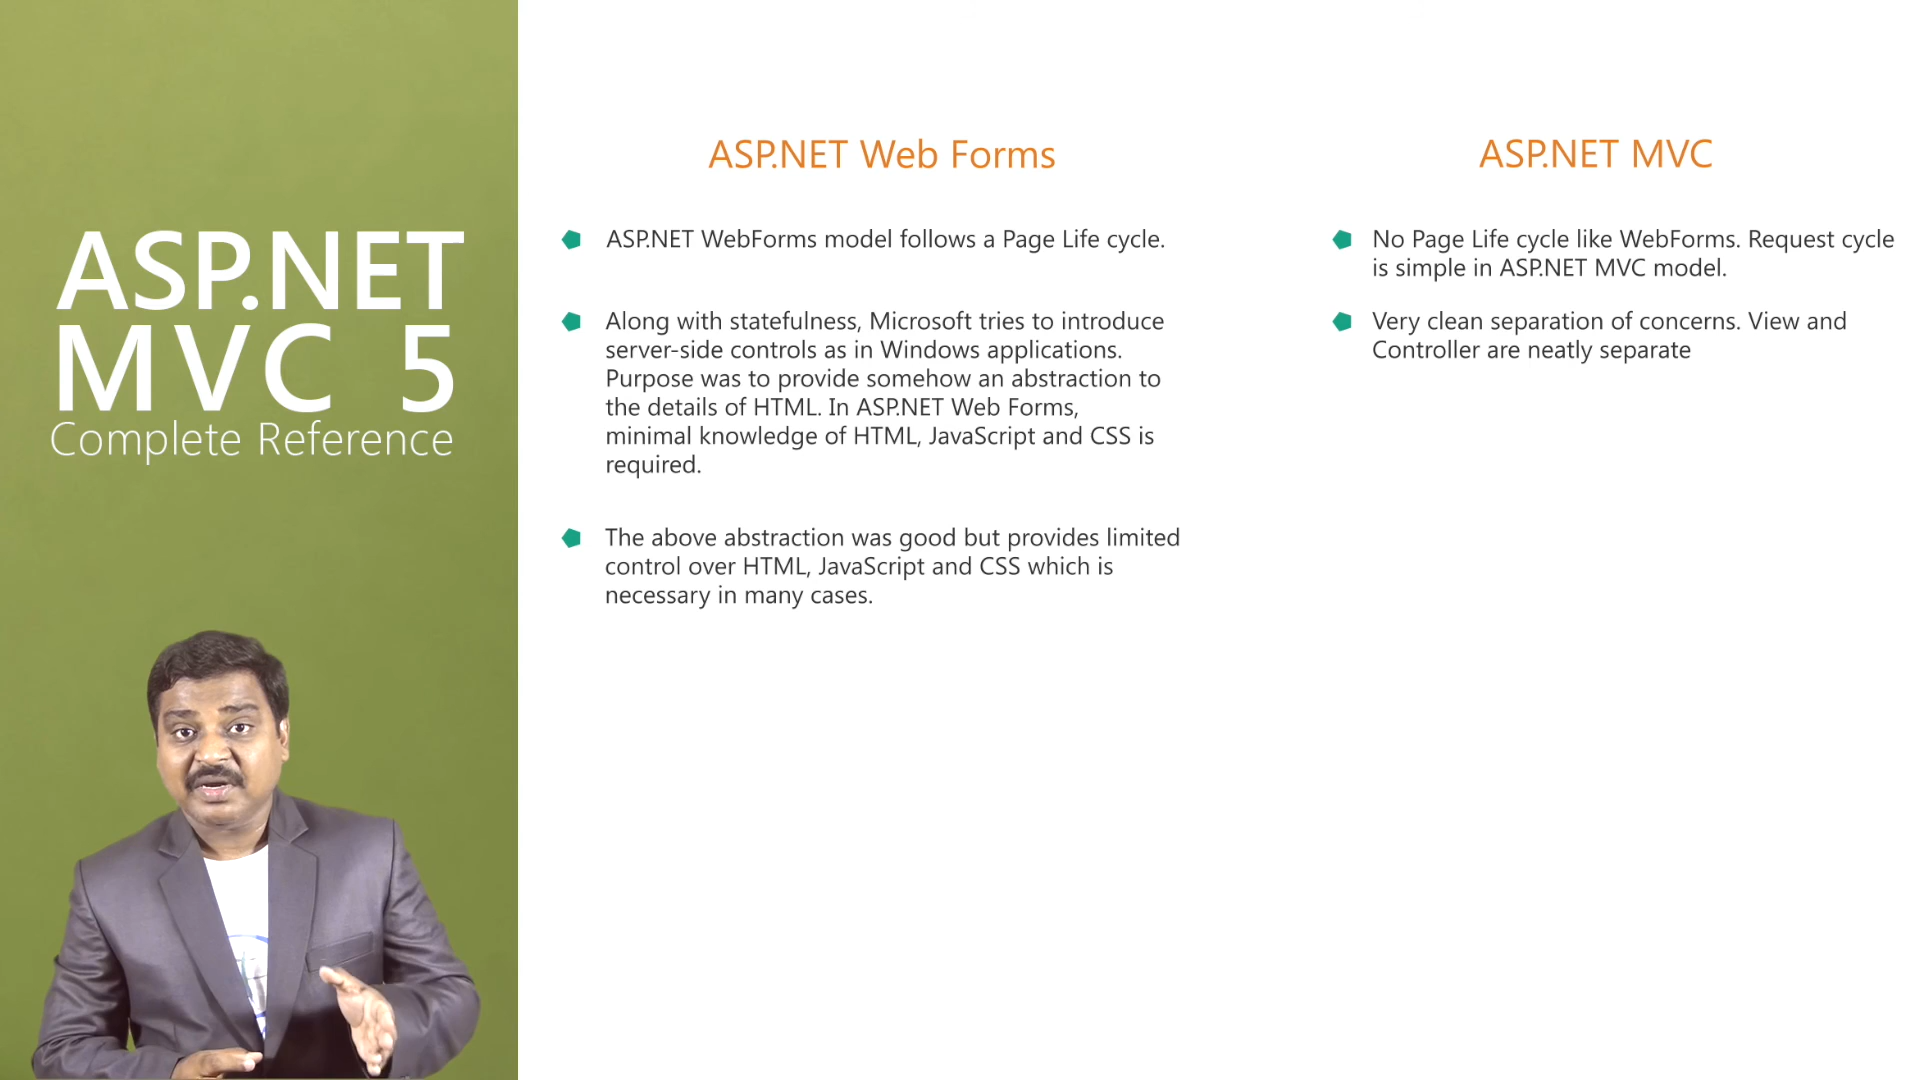 ASP.NET
MVC 5
Complete Reference
ASP.NET Web Forms
ASP.NET WebForms model follows a Page Life cycle.
Along with statefulness, Microsoft tries to introduce
server-side controls as in Windows applications.
Purpose was to provide somehow an abstraction to
the details of HTML. In ASP.NET Web Forms,
minimal knowledge of HTML, JavaScript and CSS is
required.
The above abstraction was good but provides limited
control over HTML, JavaScript and CSS which is
necessary in many cases.
ASP.NET MVC
No Page Life cycle like WebForms. Request cycle
is simple in ASP.NET MVC model.
Very clean separation of concerns. View and
Controller are neatly separate